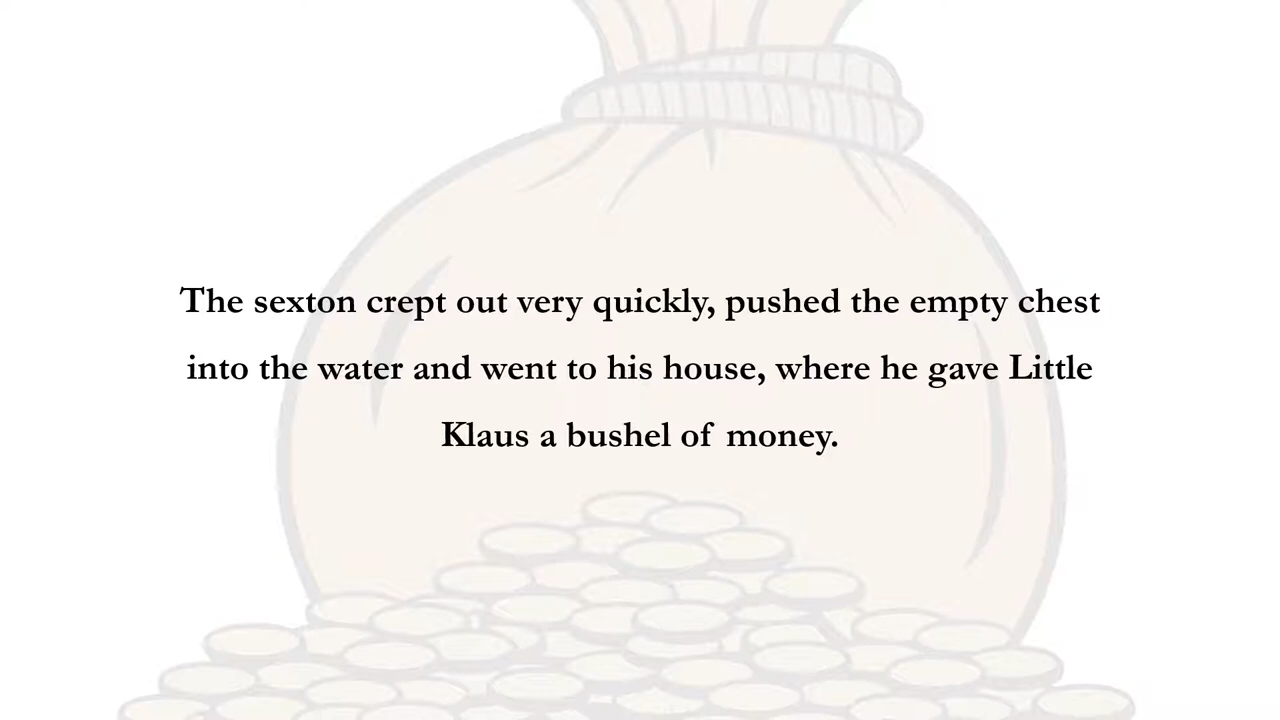 The sexton crept out very quickly, pushed the empty chest
into the water and went to his house, where he gave Little
Klaus a bushel of money.